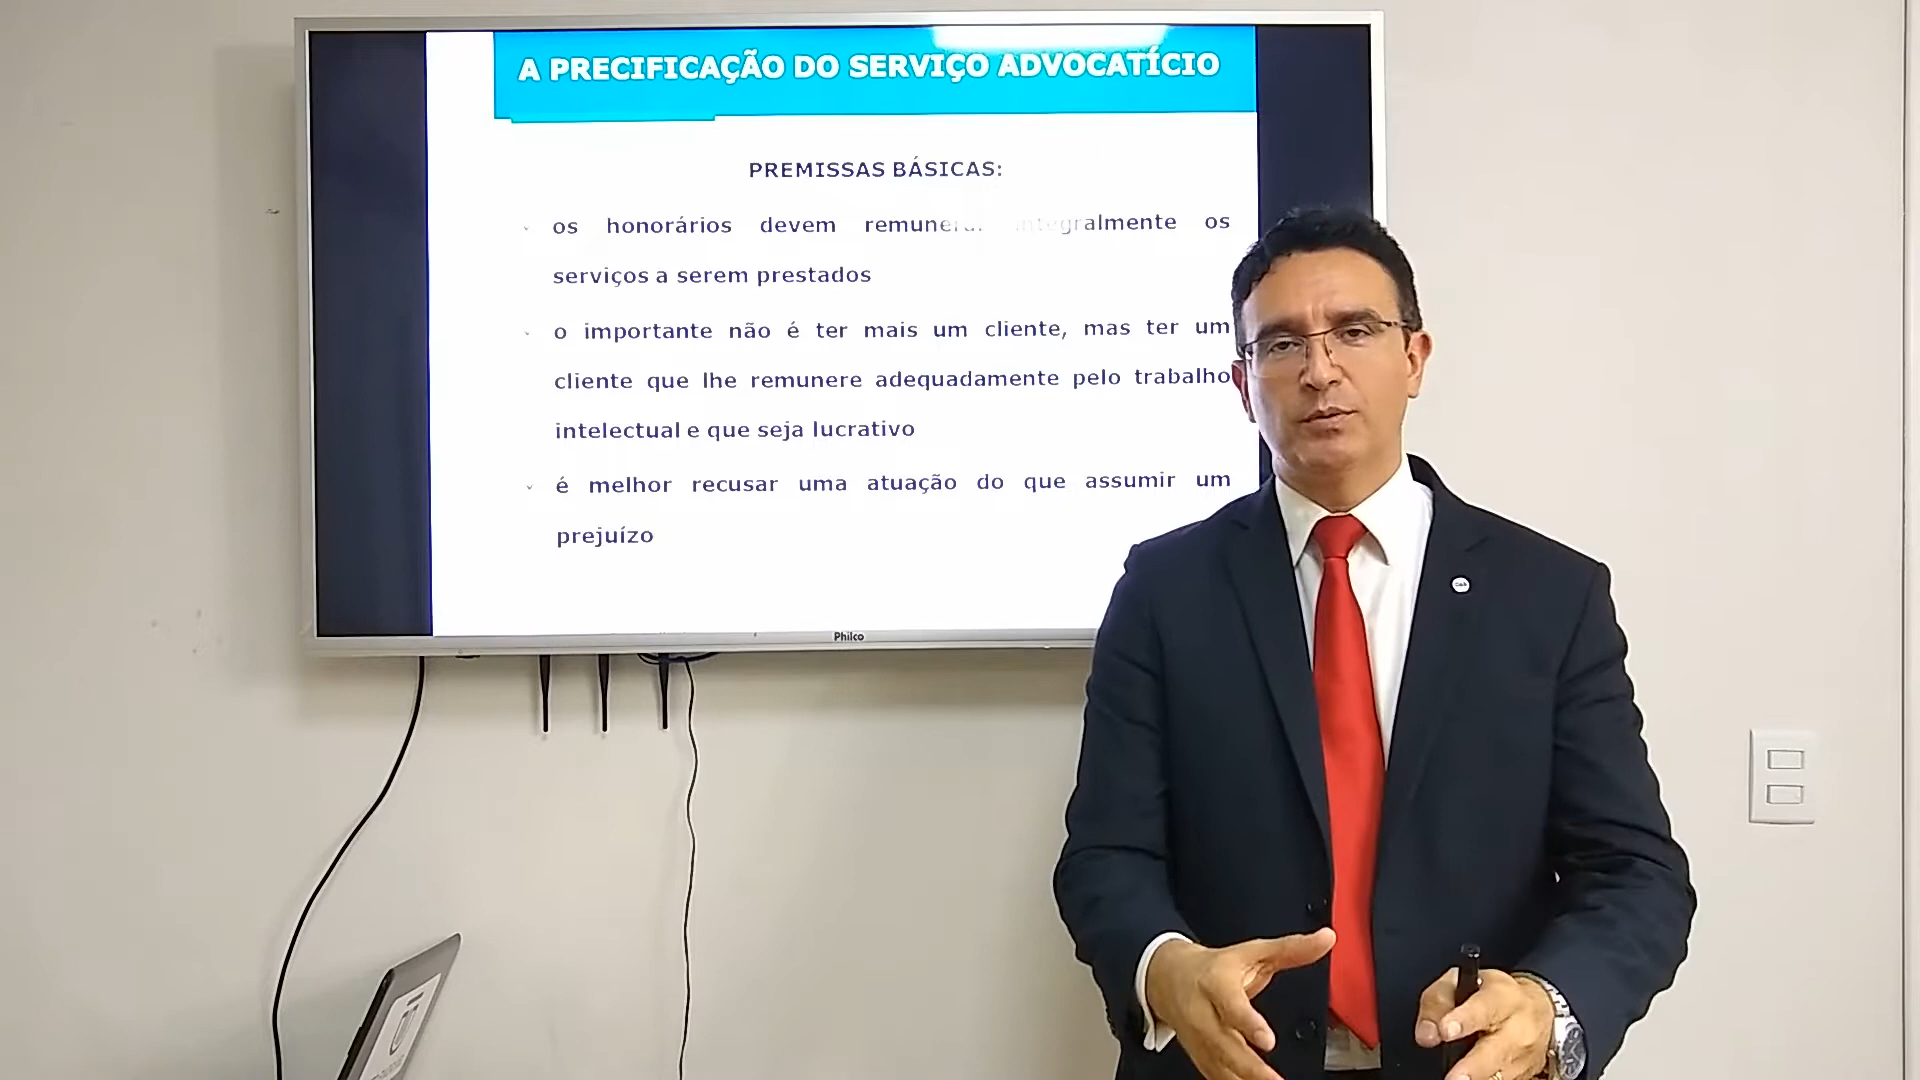 A PRECIFICAÇÃO DO SERVIÇO ADVOCATÍCIO
PREMISSAS BÁSICAS:
os honorários devem remunerar integralmente os
serviços a serem prestados
o importante não é ter mais um cliente, mas ter um
cliente que lhe remunere adequadamente pelo trabalho
intelectual e que seja lucrativo
é melhor recusar uma atuação do que assumir um
prejuízo
Philco